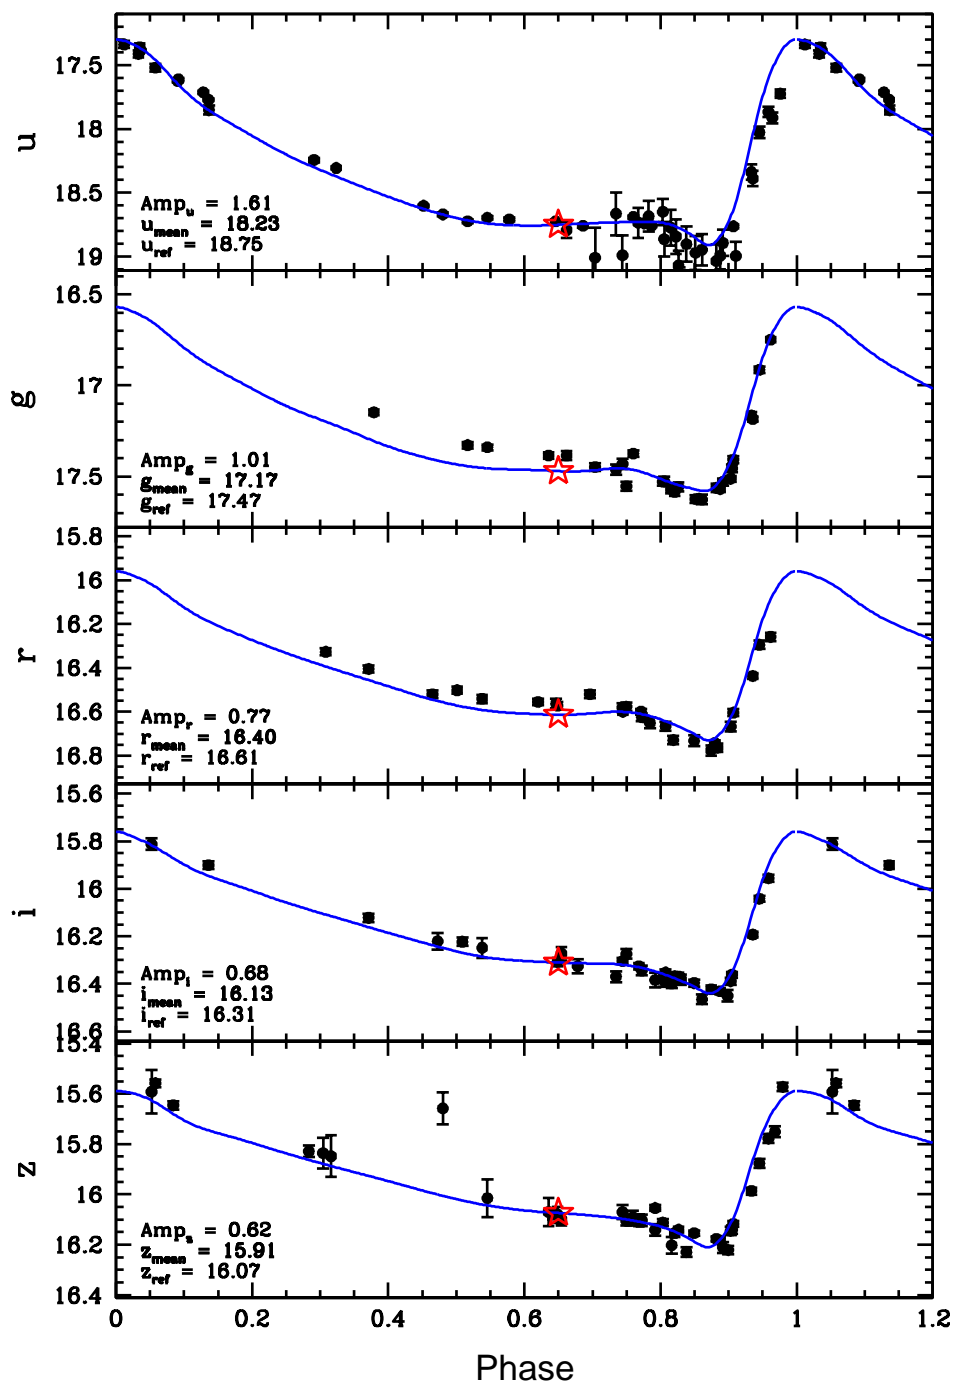 17.5
18
18.5
19
u
Amp_u = 1.61
u_mean = 18.23
u_ref = 18.75
16.5
17
17.5
g
Amp_g = 1.01
g_mean = 17.17
g_ref = 17.47
15.8
16
16.2
16.4
16.6
16.8
r
Amp_r = 0.77
r_mean = 16.40
r_ref = 16.61
15.6
15.8
16
16.2
16.4
16.6
i
Amp_i = 0.68
i_mean = 16.13
i_ref = 16.31
15.4
15.6
15.8
16
16.2
16.4
z
Amp_z = 0.62
z_mean = 15.91
z_ref = 16.07
0 0.2 0.4 0.6 0.8 1 1.2
Phase